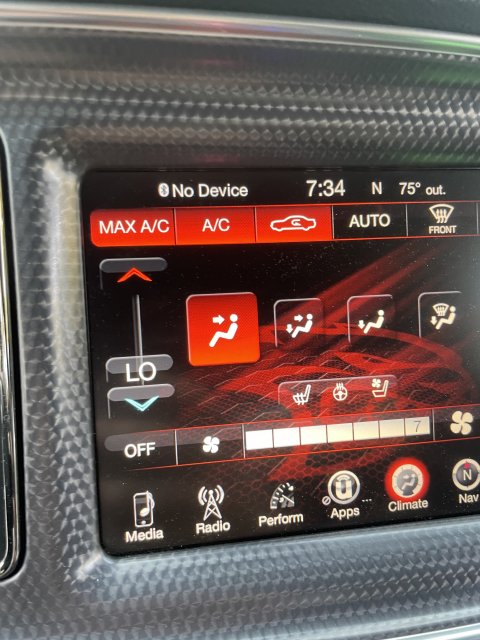 No Device 7:34 N 75° out.
MAX A/C A/C AUTO FRONT
LO
OFF 7
Media Radio Perform Apps ... Climate N Nav